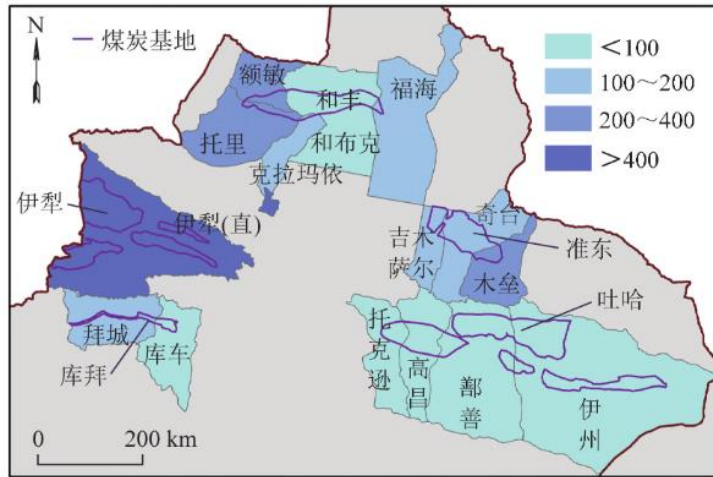 N
煤炭基地
<100
100~200
200~400
>400
额敏
和丰
福海
托里
和布克
克拉玛依
伊犁
伊犁(直)
奇台
吉木
萨尔
准东
木垒
拜城
库车
库拜
托
克
逊
高
昌
鄯
善
吐哈
伊
州
0
200 km